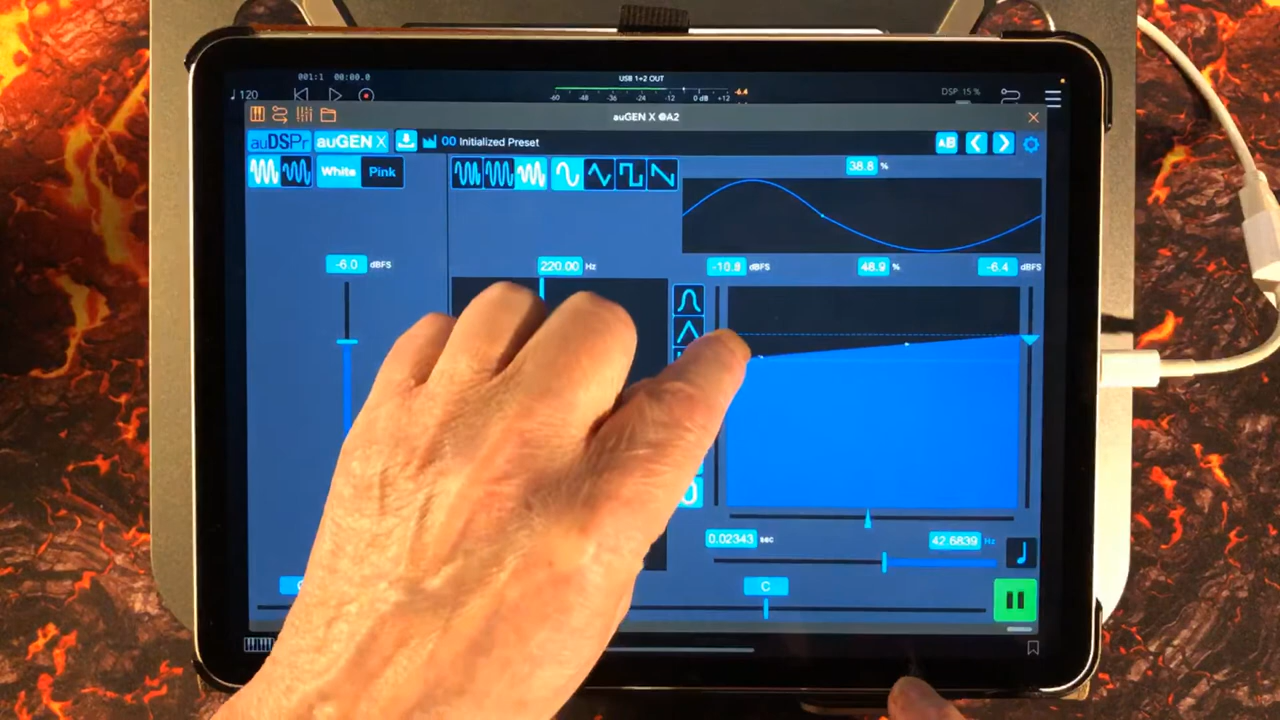 001:1 00:00.0
USB 1+2 OUT
♩120
-60 -48 -36 -24 -12 0 dB +12
-6.4
DSP 15 %
auGEN X @A2
auDSPr auGEN X 00 Initialized Preset AB
White Pink
38.8 %
-6.0 dBFS
220.00 Hz
-10.8 dBFS
48.9 %
-6.4 dBFS
0.02343 sec
42.6839 Hz
C